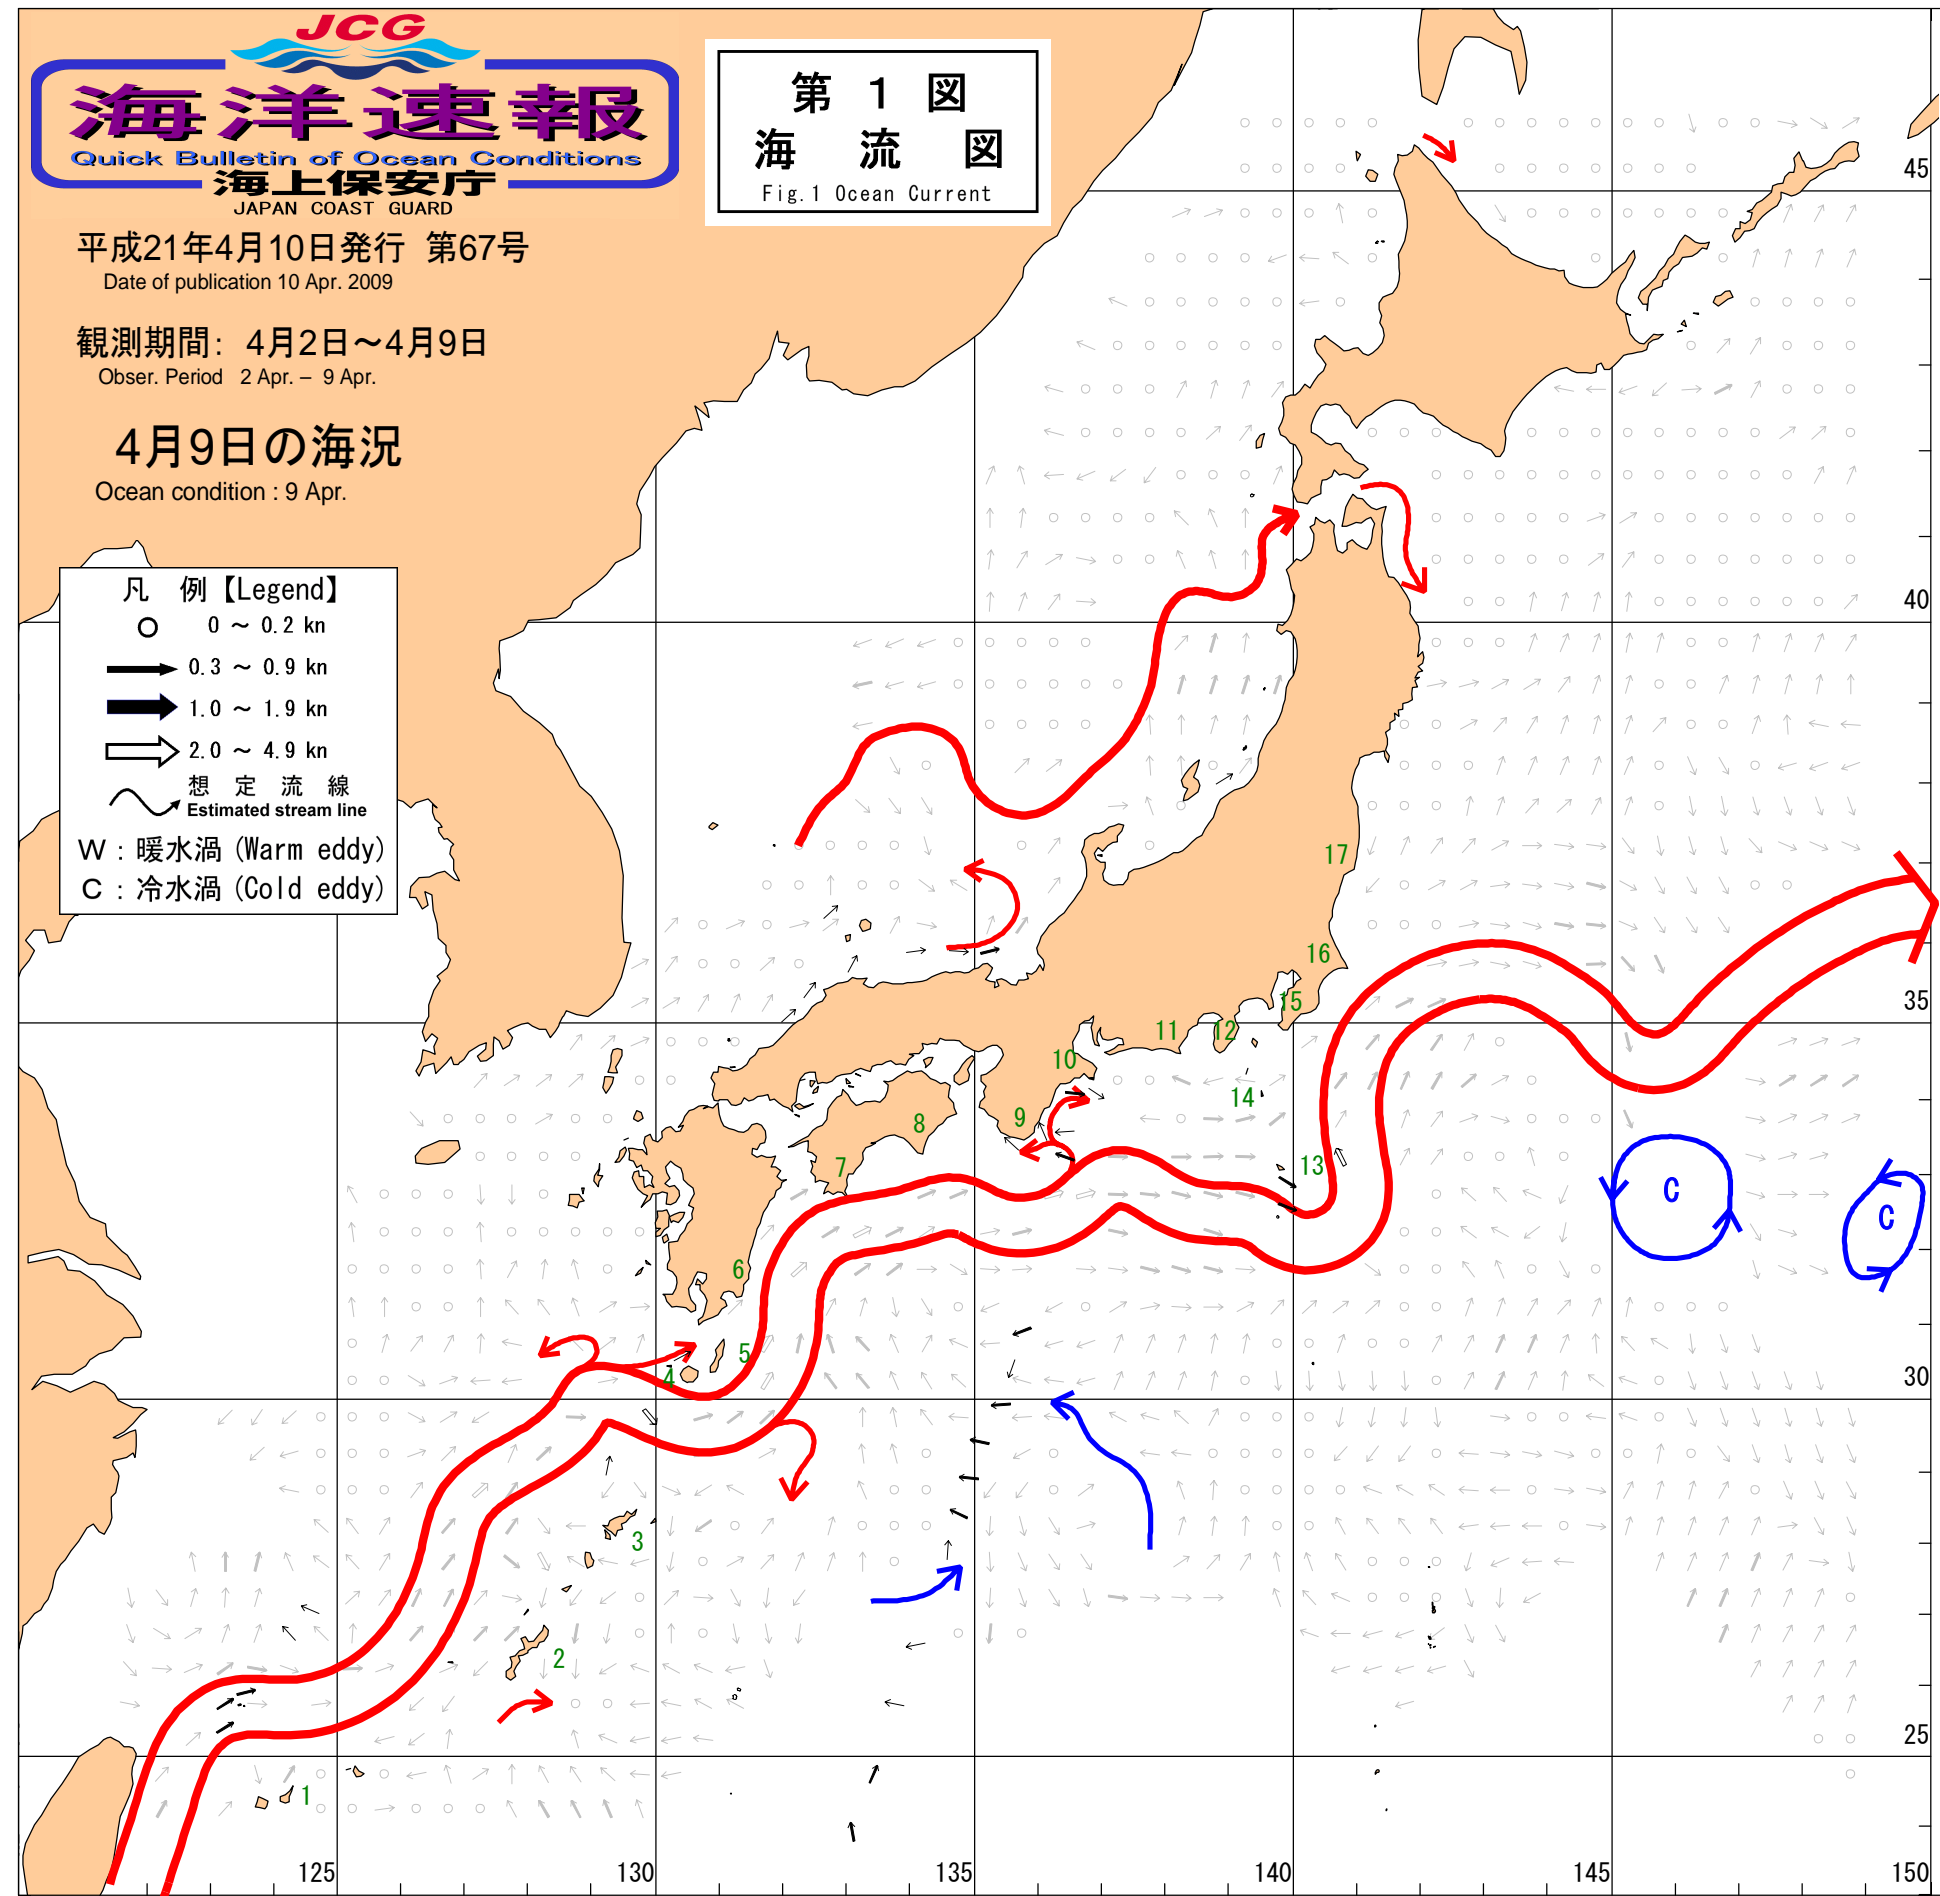 JCG
海洋速報
Quick Bulletin of Ocean Conditions
海上保安庁
JAPAN COAST GUARD
第 1 図
海 流 図
Fig.1 Ocean Current
平成21年4月10日発行 第67号
Date of publication 10 Apr. 2009
観測期間: 4月2日～4月9日
Obser. Period 2 Apr. – 9 Apr.
4月9日の海況
Ocean condition : 9 Apr.
凡 例【Legend】
0 ～ 0.2 kn
0.3 ～ 0.9 kn
1.0 ～ 1.9 kn
2.0 ～ 4.9 kn
想 定 流 線
Estimated stream line
W : 暖水渦 (Warm eddy)
C : 冷水渦 (Cold eddy)
45
40
35
30
25
17
16
15
11
12
10
14
9
8
7
13
6
5
4
3
2
1
C
C
125
130
135
140
145
150